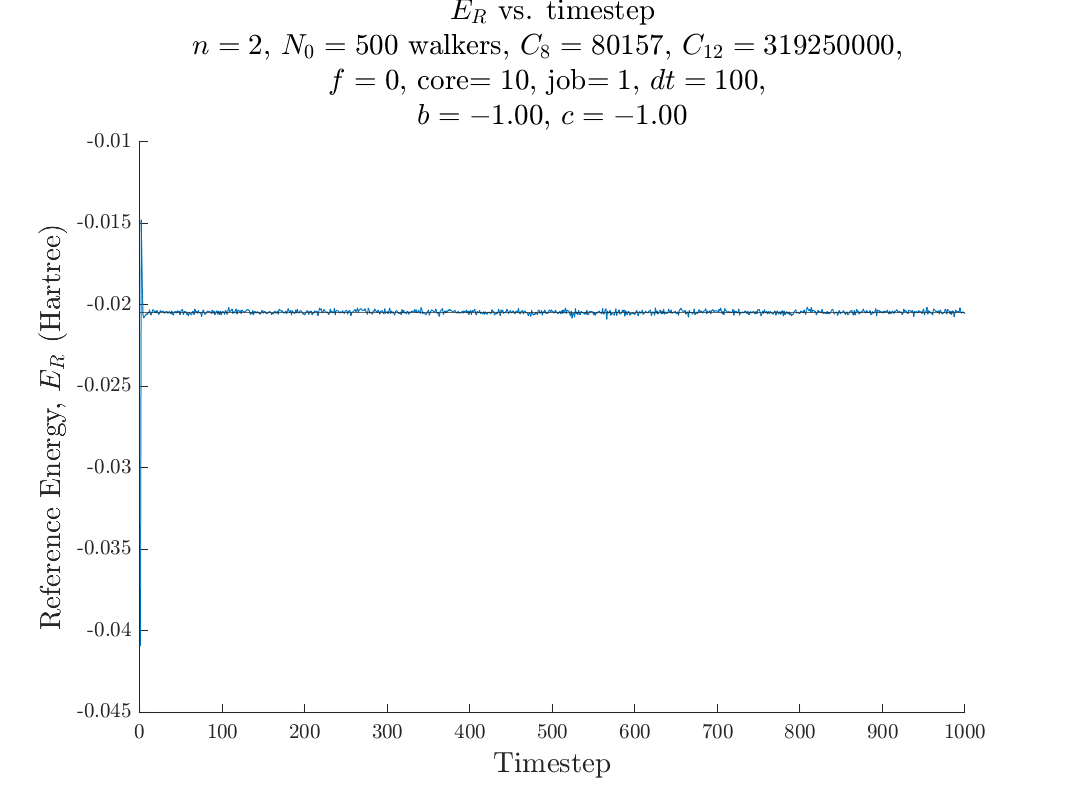 E_R vs. timestep
n = 2, N_0 = 500 walkers, C_8 = 80157, C_12 = 319250000,
f = 0, core= 10, job= 1, dt = 100,
b = −1.00, c = −1.00
Reference Energy, E_R (Hartree)
-0.01
-0.015
-0.02
-0.025
-0.03
-0.035
-0.04
-0.045
0 100 200 300 400 500 600 700 800 900 1000
Timestep